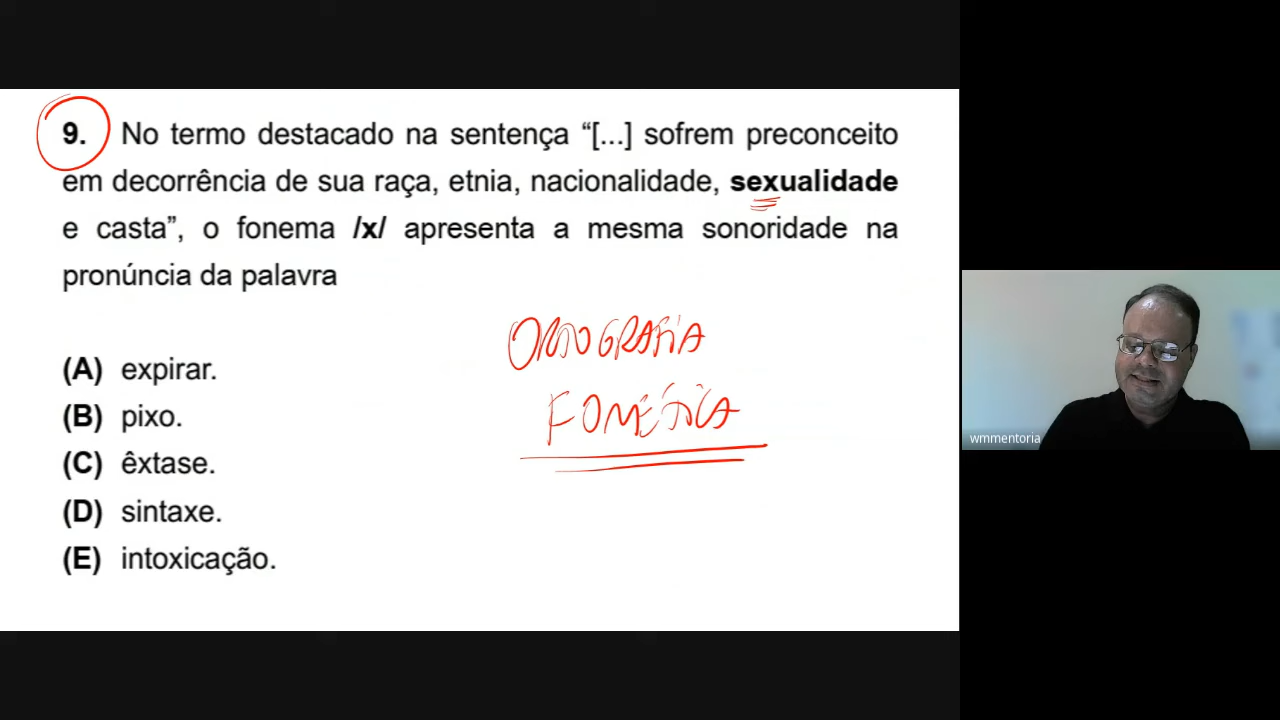 9. No termo destacado na sentença “[...] sofrem preconceito
em decorrência de sua raça, etnia, nacionalidade, sexualidade
e casta”, o fonema /x/ apresenta a mesma sonoridade na
pronúncia da palavra
(A) expirar.
(B) pixo.
(C) êxtase.
(D) sintaxe.
(E) intoxicação.
ORTOGRAFIA
FONÉTICA
wmmentoria